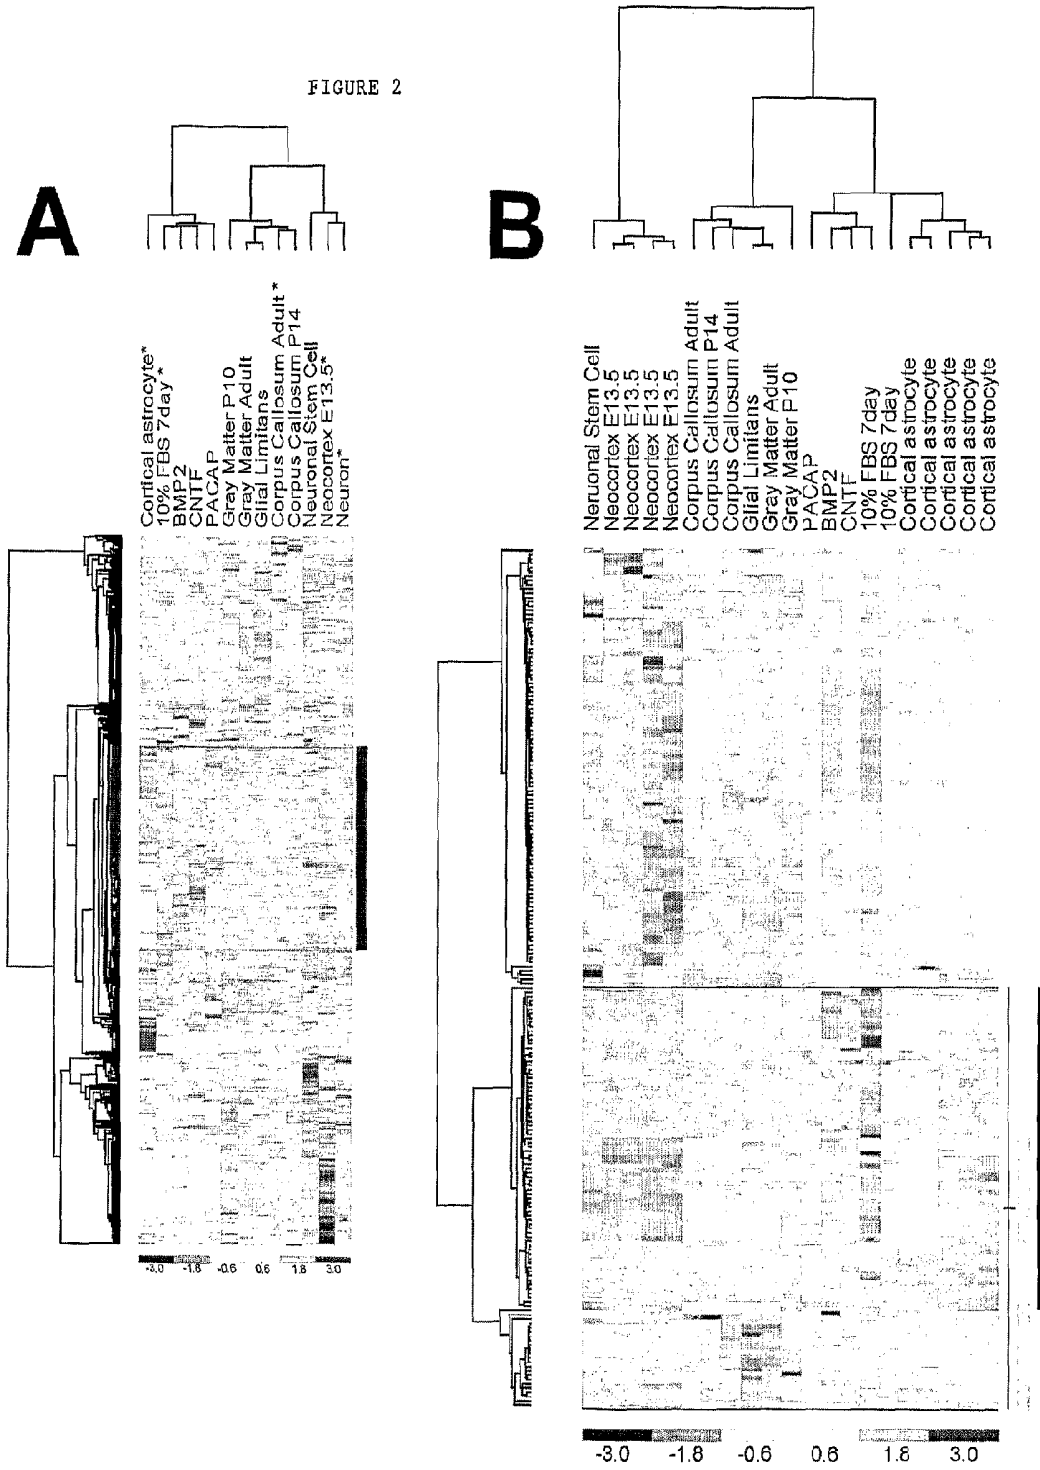 FIGURE 2
A
B
Cortical astrocyte*
10% FBS 7day*
BMP2
CNTF
PACAP
Gray Matter P10
Gray Matter Adult
Glial Limitans
Corpus Callosum Adult*
Corpus Callosum P14
Neuronal Stem Cell
Neocortex E13.5*
Neuron*
-3.0 -1.8 -0.6 0.6 1.8 3.0
Neruonal Stem Cell
Neocortex E13.5
Neocortex E13.5
Neocortex E13.5
Neocortex E13.5
Corpus Callosum Adult
Corpus Callosum P14
Corpus Callosum Adult
Glial Limitans
Gray Matter Adult
Gray Matter P10
PACAP
BMP2
CNTF
10% FBS 7day
10% FBS 7day
Cortical astrocyte
Cortical astrocyte
Cortical astrocyte
Cortical astrocyte
Cortical astrocyte
-3.0 -1.8 -0.6 0.6 1.8 3.0